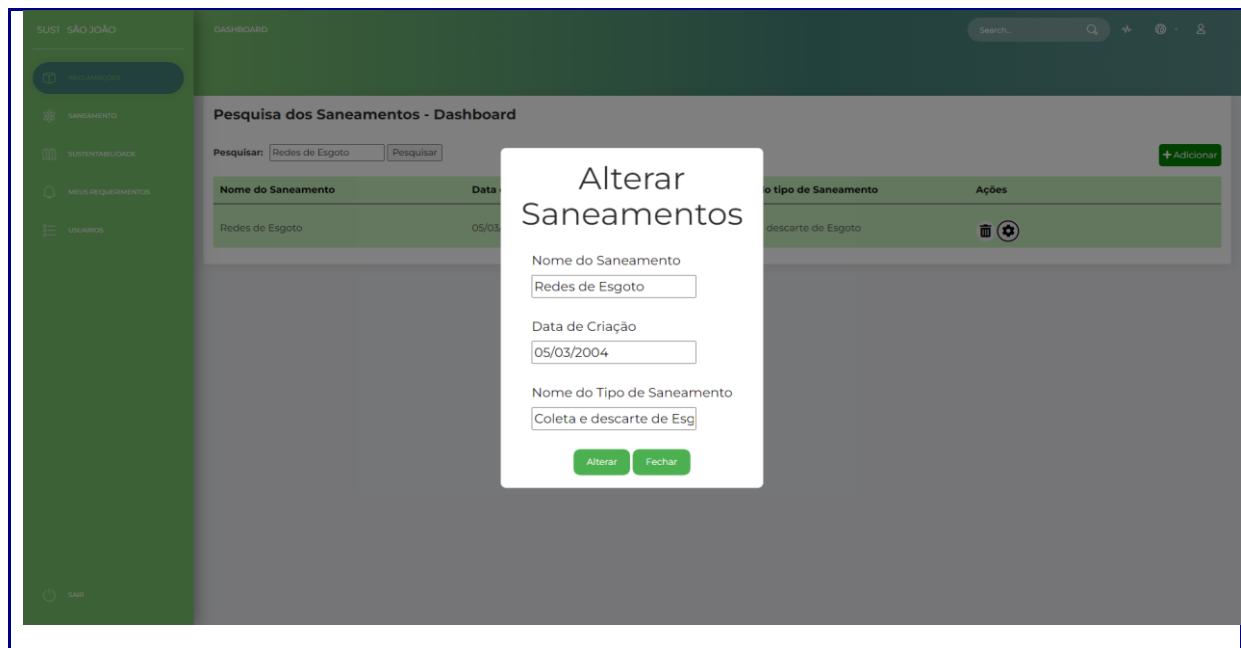 SUST SÃO JOÃO
DASHBOARD
Search...
RECLAMAÇÕES
SANEAMENTO
SUSTENTABILIDADE
MEUS REQUERIMENTOS
USUARIOS
SAIR
Pesquisa dos Saneamentos - Dashboard
Pesquisar: Redes de Esgoto Pesquisar
+ Adicionar
Nome do Saneamento Data o tipo de Saneamento Ações
Redes de Esgoto 05/03/ descarte de Esgoto
Alterar
Saneamentos
Nome do Saneamento
Redes de Esgoto
Data de Criação
05/03/2004
Nome do Tipo de Saneamento
Coleta e descarte de Esg
Alterar Fechar